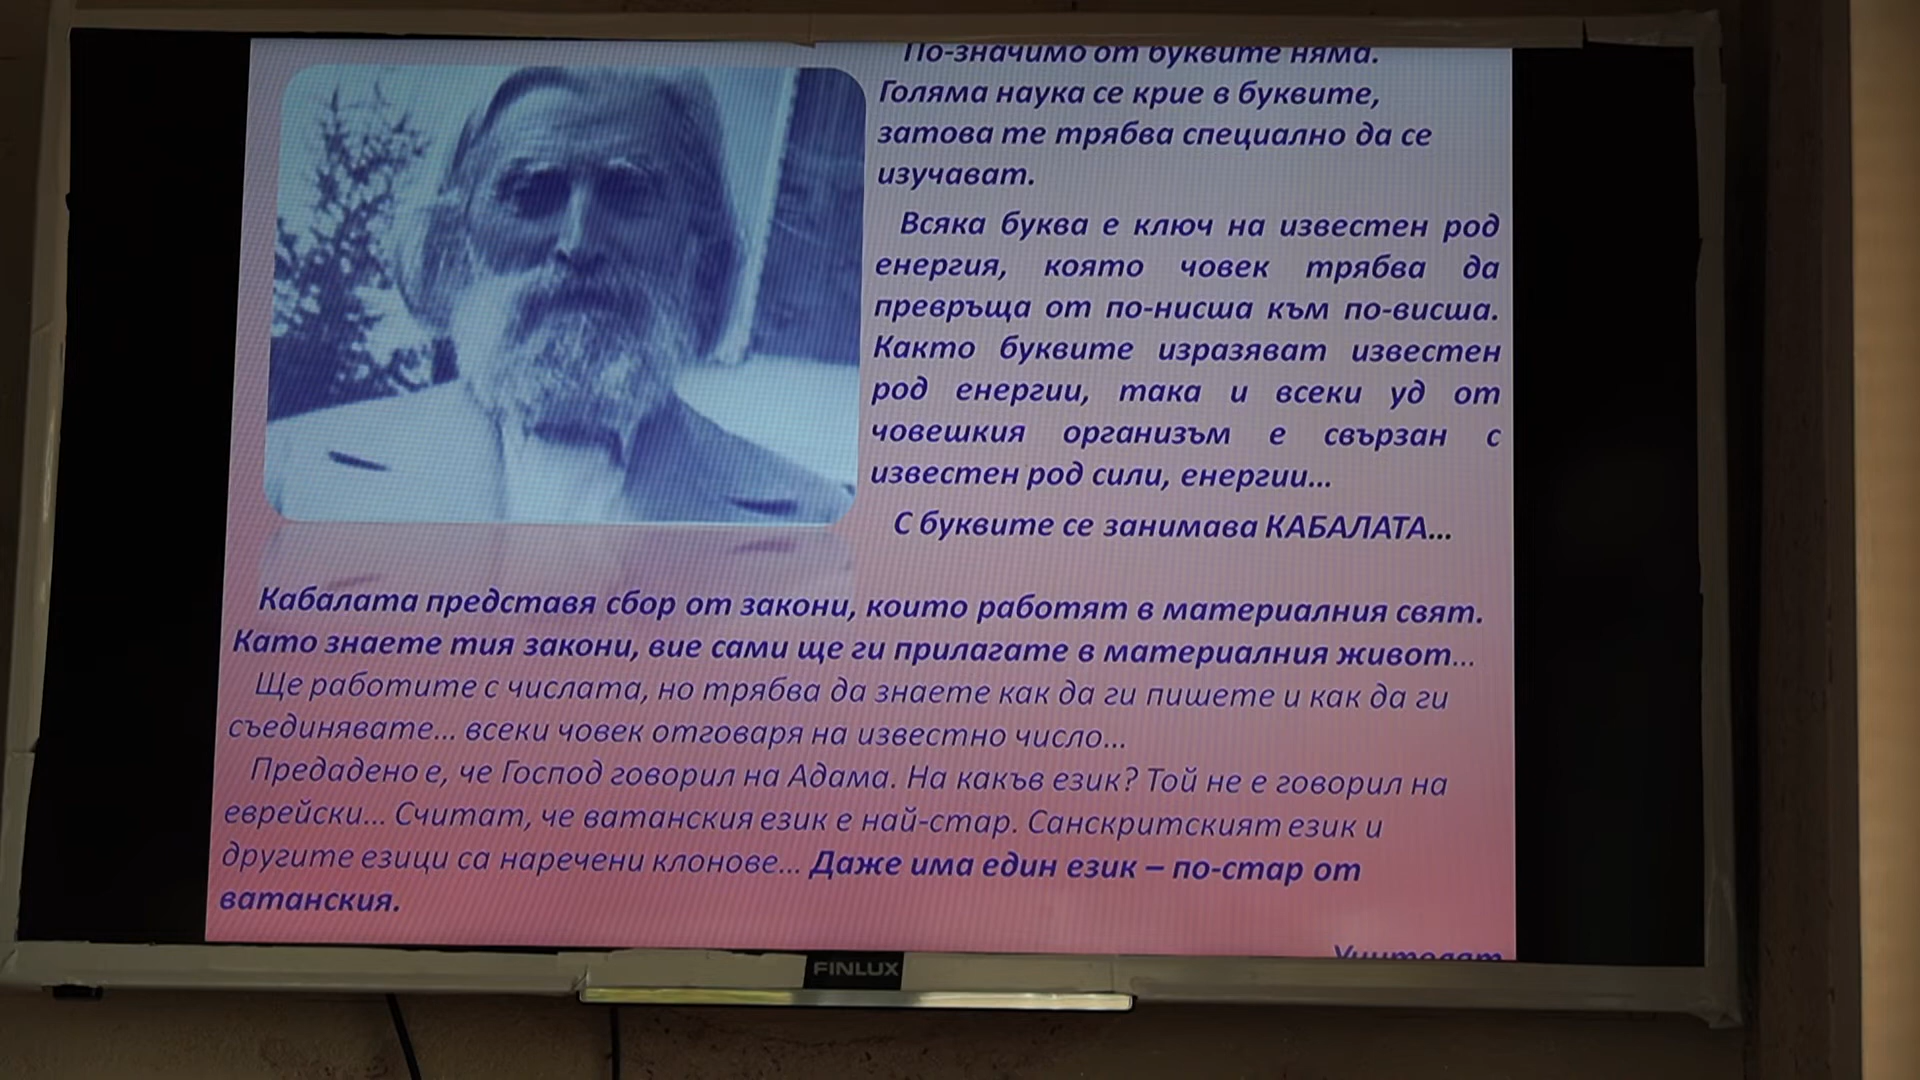 По-значимо от буквите няма.
Голяма наука се крие в буквите,
затова те трябва специално да се
изучават.
Всяка буква е ключ на известен род
енергия, която човек трябва да
превръща от по-нисша към по-висша.
Както буквите изразяват известен
род енергии, така и всеки уд от
човешкия организъм е свързан с
известен род сили, енергии...
С буквите се занимава КАБАЛАТА...
Кабалата представя сбор от закони, които работят в материалния свят.
Като знаете тия закони, вие сами ще ги прилагате в материалния живот...
Ще работите с числата, но трябва да знаете как да ги пишете и как да ги
съединявате... всеки човек отговаря на известно число...
Предадено е, че Господ говорил на Адама. На какъв език? Той не е говорил на
еврейски... Считат, че ватанския език е най-стар. Санскритският език и
другите езици са наречени клонове... Даже има един език – по-стар от
ватанския.
Учителят
FINLUX